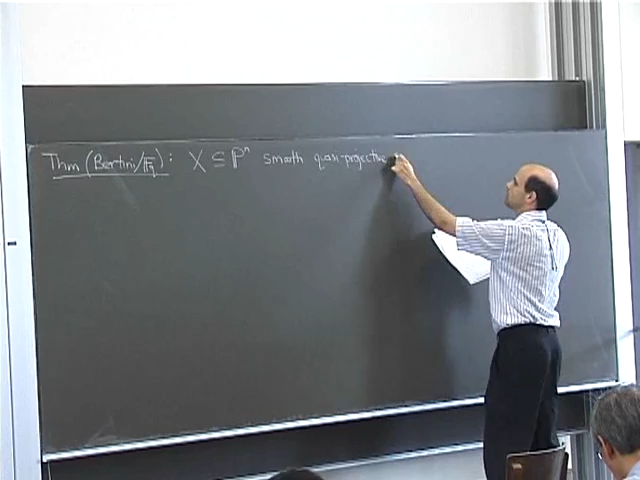 Thm (Bertini/𝔽q): X ⊆ ℙⁿ smooth quasi-projective